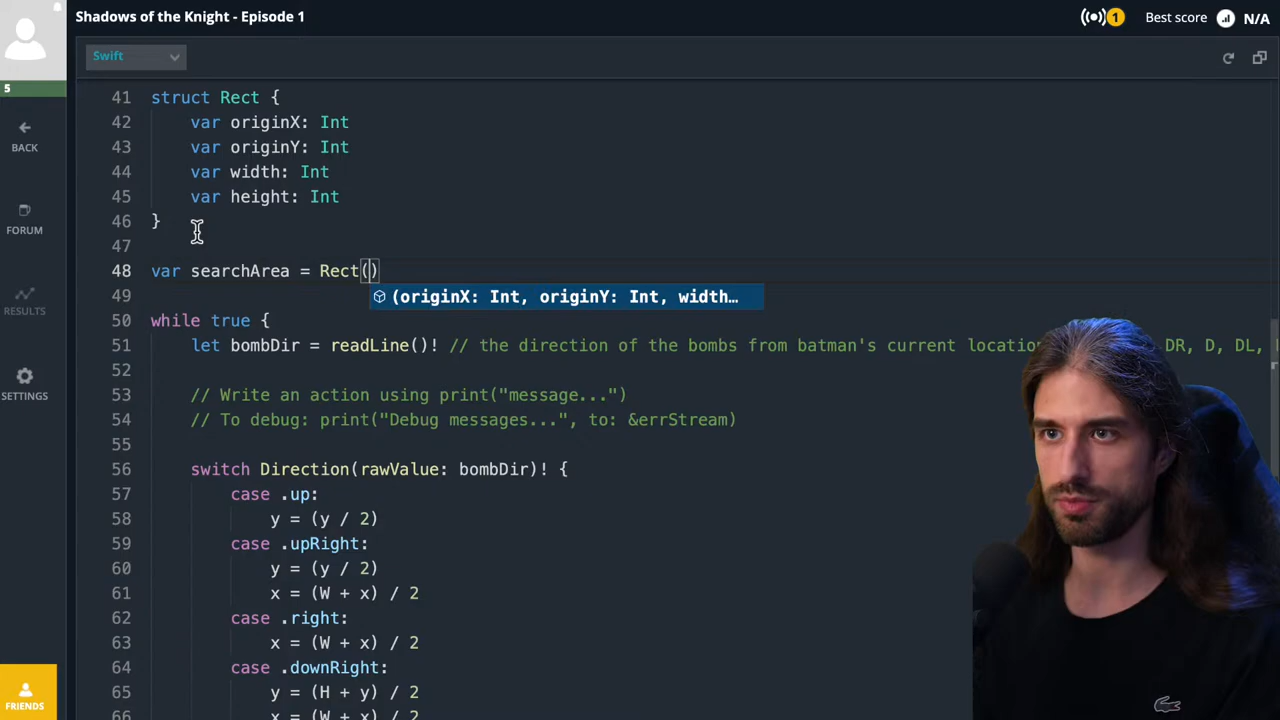 Shadows of the Knight - Episode 1
1
Best score
N/A
Swift
5
BACK
FORUM
RESULTS
SETTINGS
FRIENDS
41 struct Rect {
42 var originX: Int
43 var originY: Int
44 var width: Int
45 var height: Int
46 }
47
48 var searchArea = Rect()
(originX: Int, originY: Int, width…
49
50 while true {
51 let bombDir = readLine()! // the direction of the bombs from batman's current DR, D, DL,
52
53 // Write an action using print("message...")
54 // To debug: print("Debug messages...", to: &errStream)
55
56 switch Direction(rawValue: bombDir)! {
57 case .up:
58 y = (y / 2)
59 case .upRight:
60 y = (y / 2)
61 x = (W + x) / 2
62 case .right:
63 x = (W + x) / 2
64 case .downRight:
65 y = (H + y) / 2
66 x = (W + x) / 2